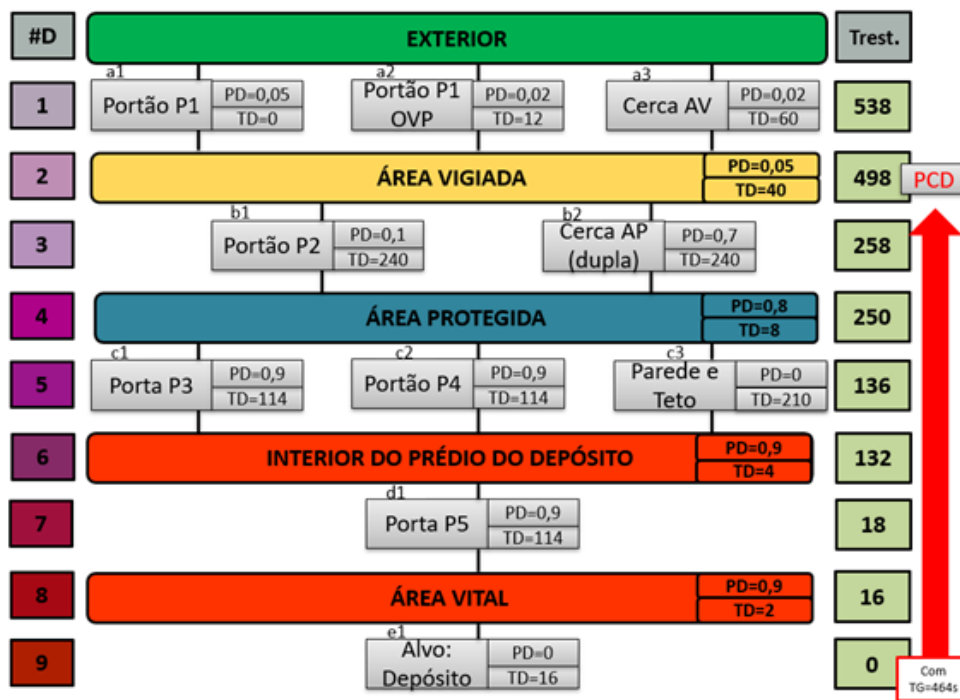 #D
EXTERIOR
Trest.
1
a1
Portão P1
PD=0,05
TD=0
a2
Portão P1
OVP
PD=0,02
TD=12
a3
Cerca AV
PD=0,02
TD=60
538
2
ÁREA VIGIADA
PD=0,05
TD=40
498
PCD
3
b1
Portão P2
PD=0,1
TD=240
b2
Cerca AP
(dupla)
PD=0,7
TD=240
258
4
ÁREA PROTEGIDA
PD=0,8
TD=8
250
5
c1
Porta P3
PD=0,9
TD=114
c2
Portão P4
PD=0,9
TD=114
c3
Parede e
Teto
PD=0
TD=210
136
6
INTERIOR DO PRÉDIO DO DEPÓSITO
PD=0,9
TD=4
132
7
d1
Porta P5
PD=0,9
TD=114
18
8
ÁREA VITAL
PD=0,9
TD=2
16
9
e1
Alvo:
Depósito
PD=0
TD=16
0
Com
TG=464s